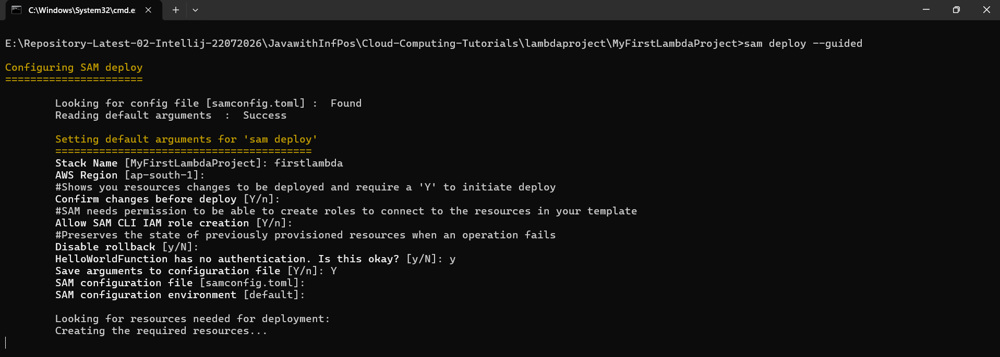 C:\Windows\System32\cmd.e
E:\Repository-Latest-02-Intellij-22072026\JavawithInfPos\Cloud-Computing-Tutorials\lambdaproject\MyFirstLambdaProject>sam deploy --guided
Configuring SAM deploy
======================
Looking for config file [samconfig.toml] :  Found
Reading default arguments  :  Success
Setting default arguments for 'sam deploy'
=========================================
Stack Name [MyFirstLambdaProject]: firstlambda
AWS Region [ap-south-1]:
#Shows you resources changes to be deployed and require a 'Y' to initiate deploy
Confirm changes before deploy [Y/n]:
#SAM needs permission to be able to create roles to connect to the resources in your template
Allow SAM CLI IAM role creation [Y/n]:
#Preserves the state of previously provisioned resources when an operation fails
Disable rollback [y/N]:
HelloWorldFunction has no authentication. Is this okay? [y/N]: y
Save arguments to configuration file [Y/n]: Y
SAM configuration file [samconfig.toml]:
SAM configuration environment [default]:
Looking for resources needed for deployment:
Creating the required resources...